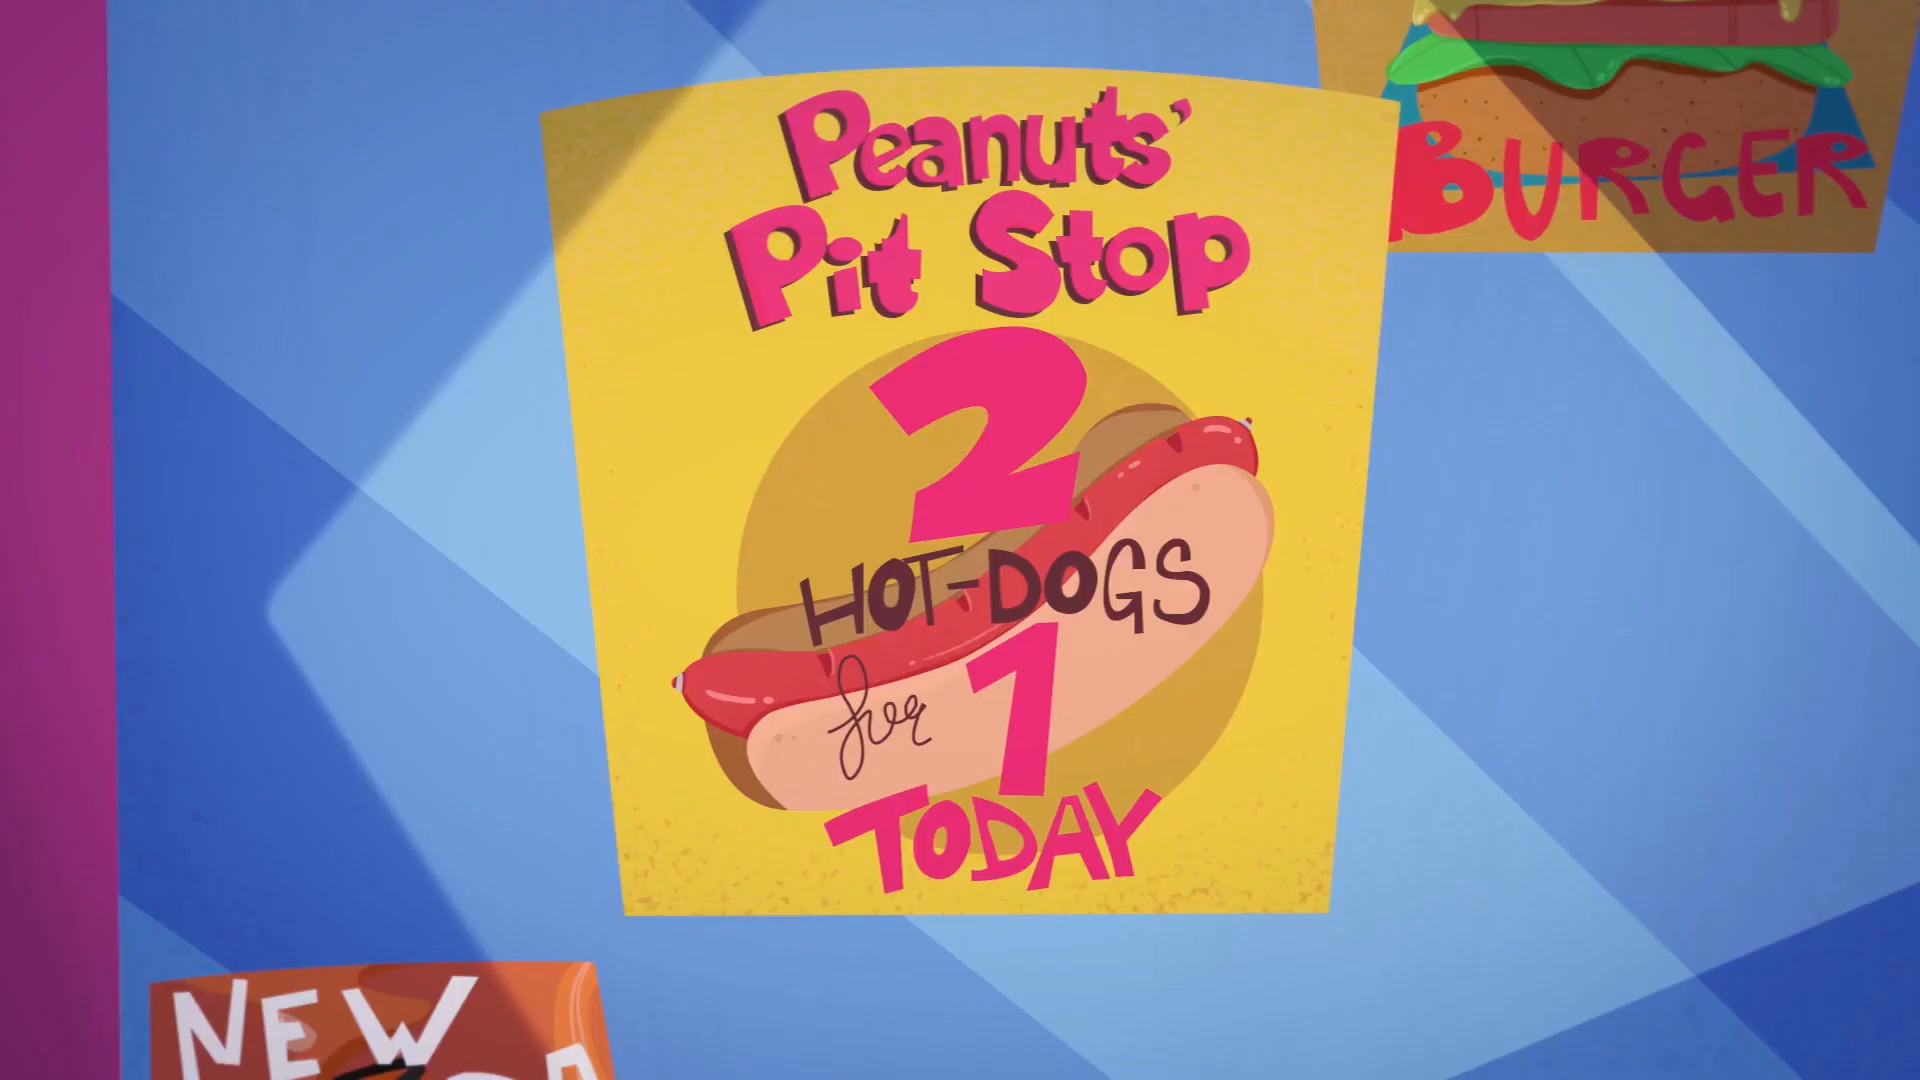 Peanuts'
Pit Stop
2
HOT-DOGS
for 1
TODAY
BURGER
NEW